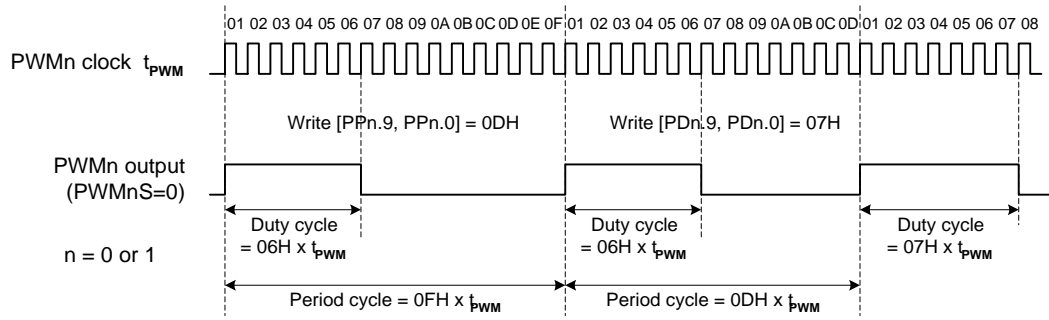 01 02 03 04 05 06 07 08 09 0A 0B 0C 0D 0E 0F 01 02 03 04 05 06 07 08 09 0A 0B 0C 0D 01 02 03 04 05 06 07 08
PWMn clock tPWM
Write [PPn.9, PPn.0] = 0DH
Write [PDn.9, PDn.0] = 07H
PWMn output
(PWMnS=0)
Duty cycle
= 06H x tPWM
Duty cycle
= 06H x tPWM
Duty cycle
= 07H x tPWM
n = 0 or 1
Period cycle = 0FH x tPWM
Period cycle = 0DH x tPWM